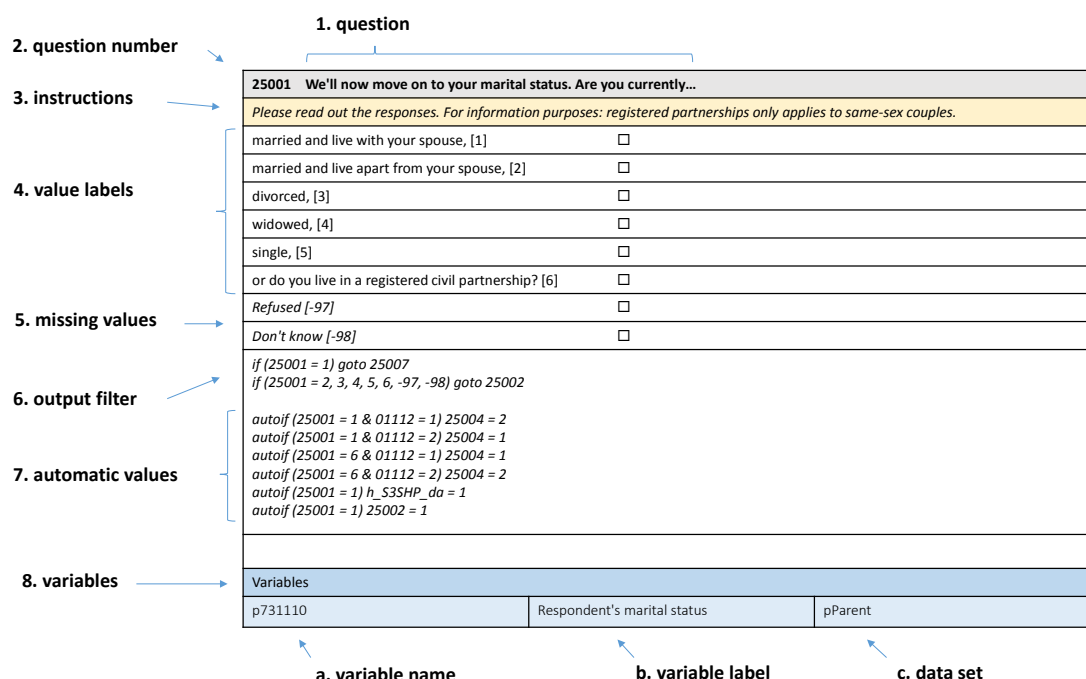 1. question
2. question number
25001 We'll now move on to your marital status. Are you currently…
3. instructions
Please read out the responses. For information purposes: registered partnerships only applies to same-sex couples.
married and live with your spouse, [1]
married and live apart from your spouse, [2]
4. value labels
divorced, [3]
widowed, [4]
single, [5]
or do you live in a registered civil partnership? [6]
Refused [-97]
5. missing values
Don't know [-98]
if (25001 = 1) goto 25007
if (25001 = 2, 3, 4, 5, 6, -97, -98) goto 25002
6. output filter
autoif (25001 = 1 & 01112 = 1) 25004 = 2
autoif (25001 = 1 & 01112 = 2) 25004 = 1
autoif (25001 = 6 & 01112 = 1) 25004 = 1
7. automatic values
autoif (25001 = 6 & 01112 = 2) 25004 = 2
autoif (25001 = 1) h_S3SHP_da = 1
autoif (25001 = 1) 25002 = 1
8. variables
Variables
p731110 Respondent's marital status pParent
a. variable name b. variable label c. data set